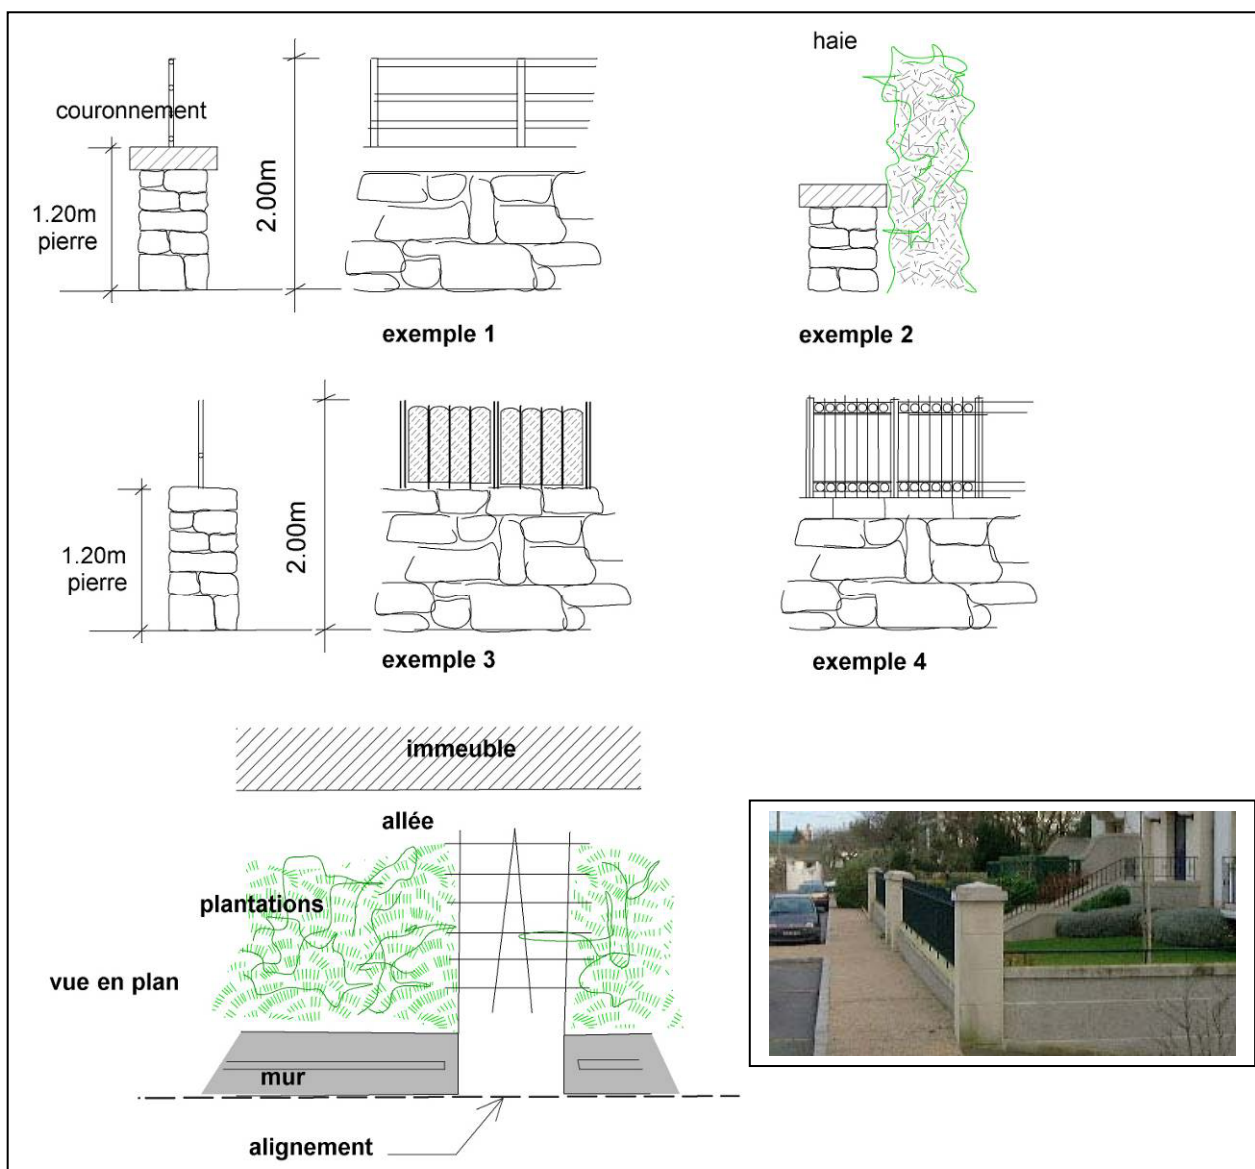 haie
couronnement
1.20m
pierre
2.00m
exemple 1
exemple 2
1.20m
pierre
2.00m
exemple 3
exemple 4
immeuble
allée
plantations
vue en plan
mur
alignement